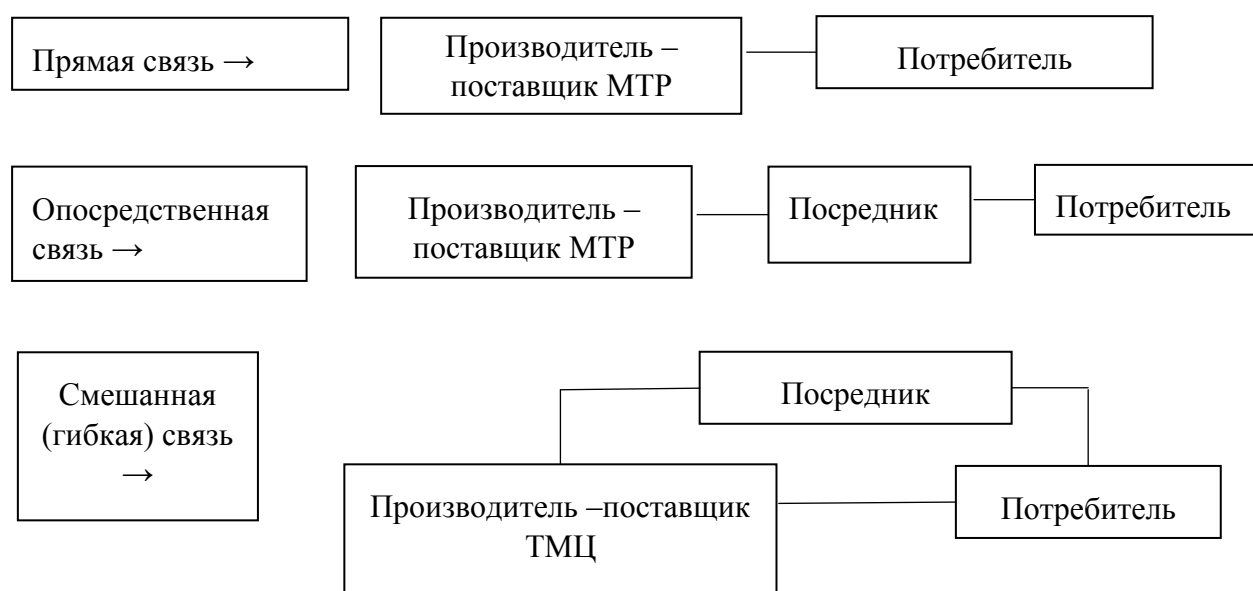 Прямая связь →
Производитель –
поставщик МТР
Потребитель
Опосредственная
связь →
Производитель –
поставщик МТР
Посредник
Потребитель
Смешанная
(гибкая) связь
→
Посредник
Производитель –поставщик
ТМЦ
Потребитель